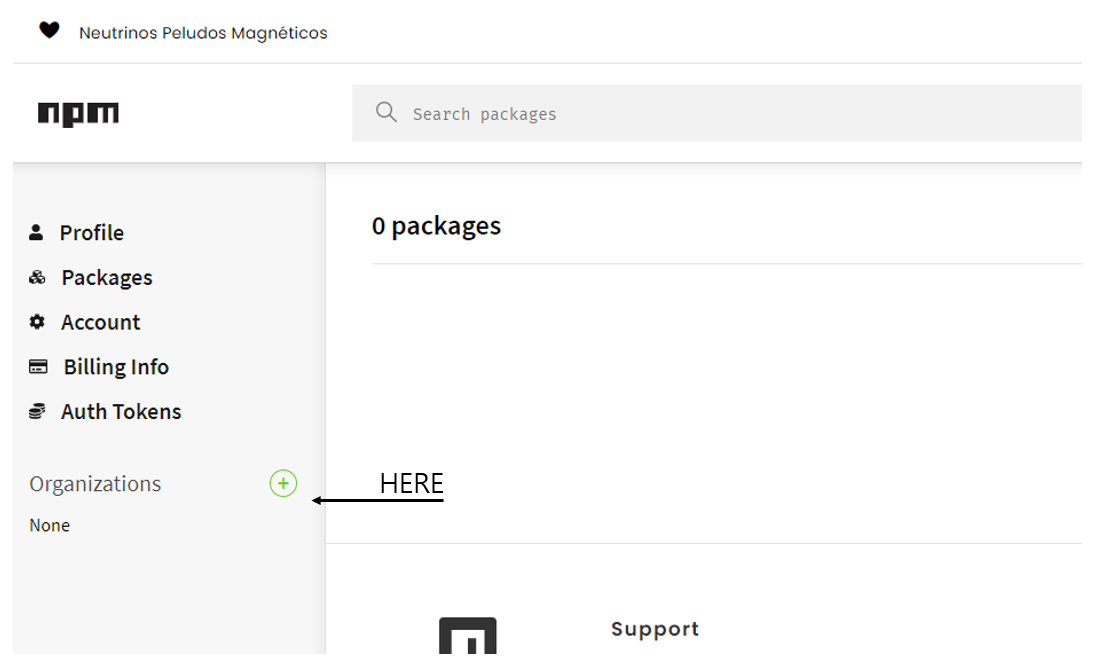 Neutrinos Peludos Magnéticos
npm
Search packages
Profile
0 packages
Packages
Account
Billing Info
Auth Tokens
Organizations
+
HERE
None
Support